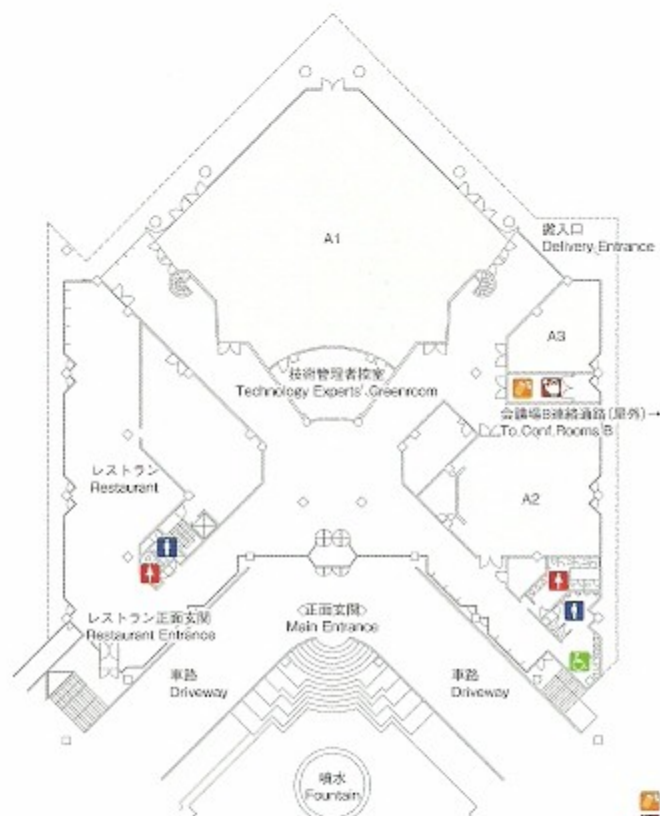 A1
搬入口
Delivery Entrance
A3
技術管理者控室
Technology Experts' Greenroom
会議場B連絡通路(屋外)→
To Conf. Rooms B
レストラン
Restaurant
A2
レストラン正面玄関
Restaurant Entrance
正面玄関
Main Entrance
車路
Driveway
車路
Driveway
噴水
Fountain